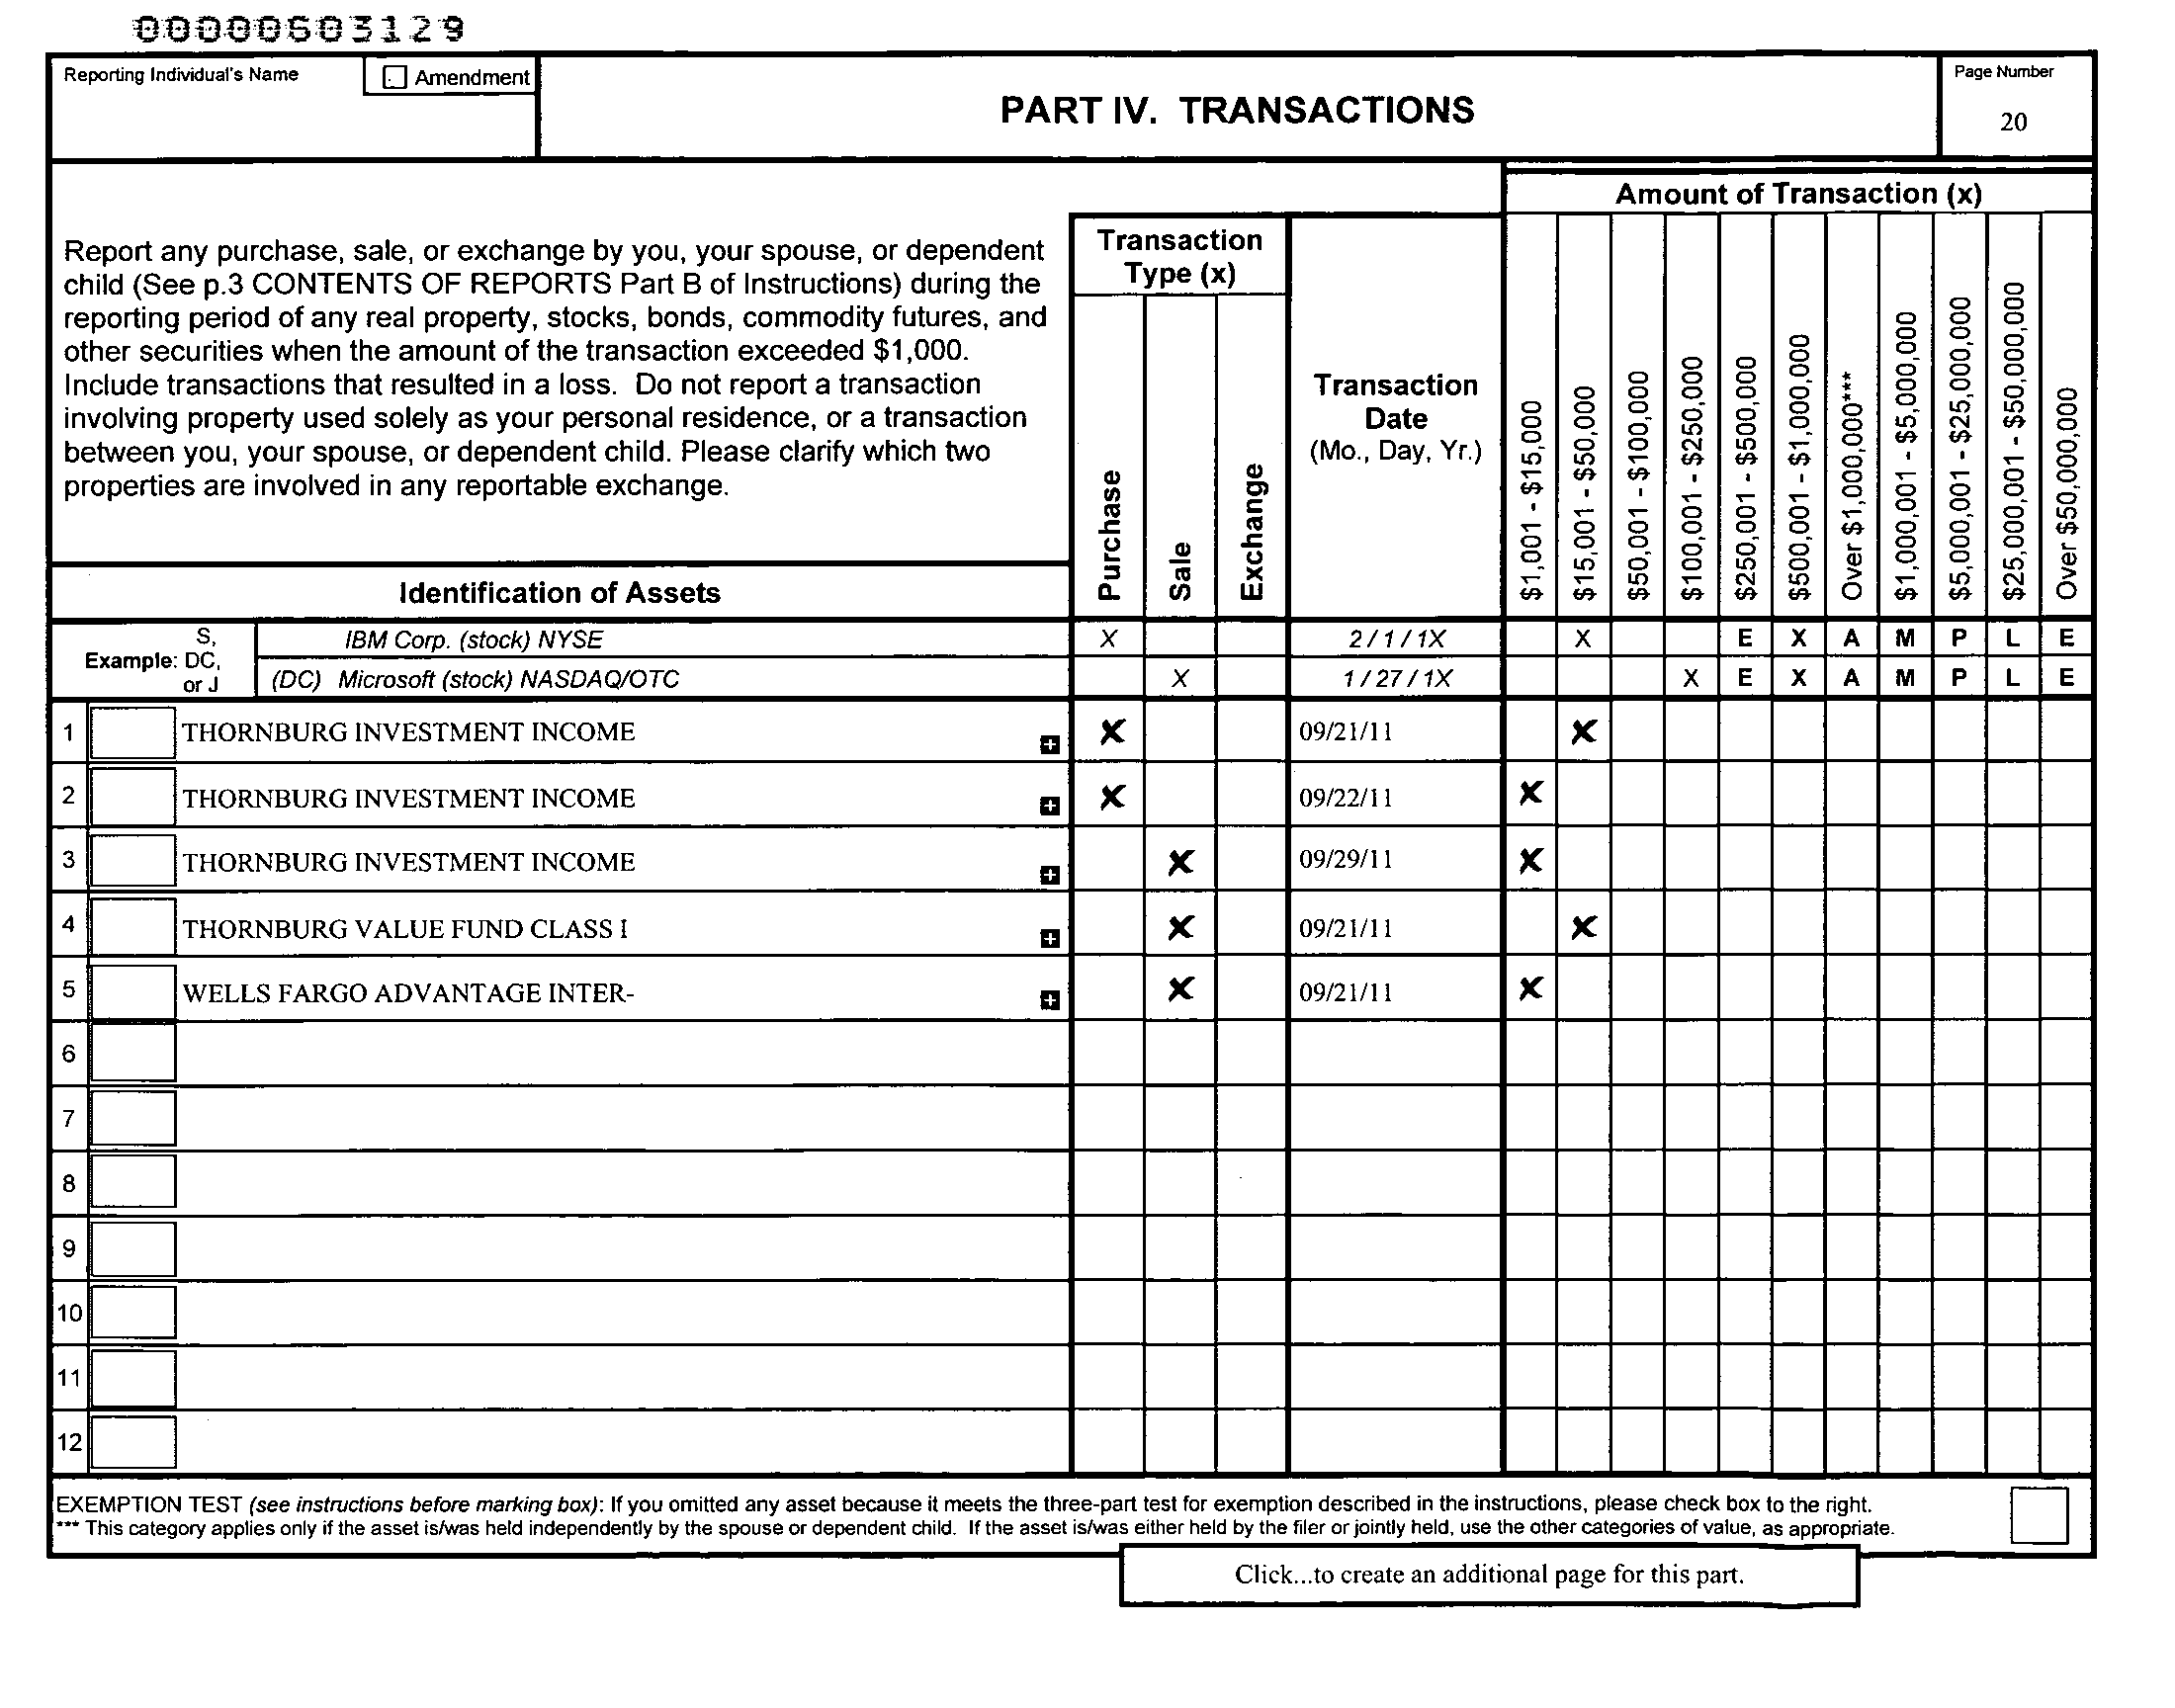 00000603129
Reporting Individual's Name
Amendment
PART IV. TRANSACTIONS
Page Number
20
Report any purchase, sale, or exchange by you, your spouse, or dependent
child (See p.3 CONTENTS OF REPORTS Part B of Instructions) during the
reporting period of any real property, stocks, bonds, commodity futures, and
other securities when the amount of the transaction exceeded $1,000.
Include transactions that resulted in a loss. Do not report a transaction
involving property used solely as your personal residence, or a transaction
between you, your spouse, or dependent child. Please clarify which two
properties are involved in any reportable exchange.
Identification of Assets
Transaction
Type (x)
Purchase
Sale
Exchange
Transaction
Date
(Mo., Day, Yr.)
Amount of Transaction (x)
$1,001 - $15,000
$15,001 - $50,000
$50,001 - $100,000
$100,001 - $250,000
$250,001 - $500,000
$500,001 - $1,000,000
Over $1,000,000***
$1,000,001 - $5,000,000
$5,000,001 - $25,000,000
$25,000,001 - $50,000,000
Over $50,000,000
Example: S, DC, or J
IBM Corp. (stock) NYSE X 2/1/1X X E X A M P L E
(DC) Microsoft (stock) NASDAQ/OTC X 1/27/1X X E X A M P L E
1 THORNBURG INVESTMENT INCOME X 09/21/11 X
2 THORNBURG INVESTMENT INCOME X 09/22/11 X
3 THORNBURG INVESTMENT INCOME X 09/29/11 X
4 THORNBURG VALUE FUND CLASS I X 09/21/11 X
5 WELLS FARGO ADVANTAGE INTER- X 09/21/11 X
6
7
8
9
10
11
12
EXEMPTION TEST (see instructions before marking box): If you omitted any asset because it meets the three-part test for exemption described in the instructions, please check box to the right.
*** This category applies only if the asset is/was held independently by the spouse or dependent child. If the asset is/was either held by the filer or jointly held, use the other categories of value, as appropriate.
Click...to create an additional page for this part.